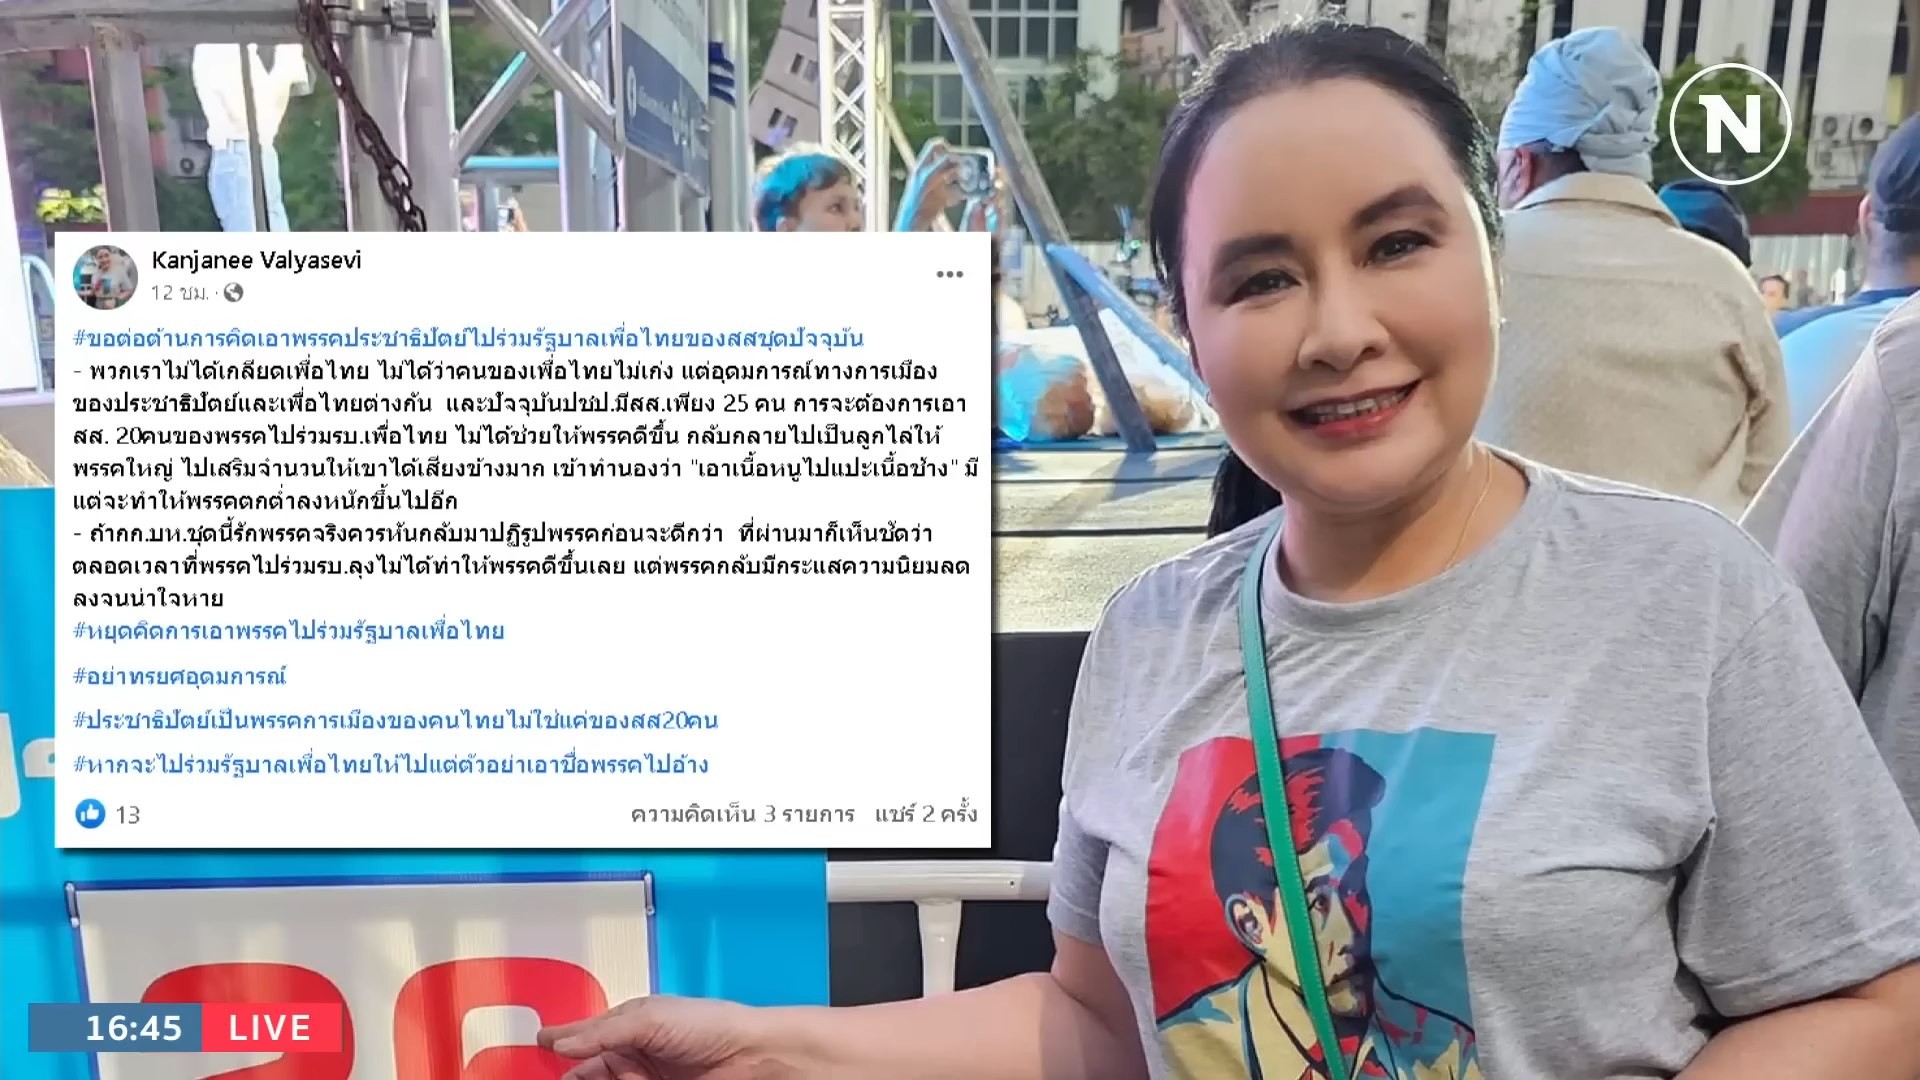 N
Kanjanee Valyasevi
12 ชม. ·
#ขอต่อต้านการคิดเอาพรรคประชาธิปัตย์ไปร่วมรัฐบาลเพื่อไทยของสสชุดปัจจุบัน
- พวกเราไม่ได้เกลียดเพื่อไทย ไม่ได้ว่าคนของเพื่อไทยไม่เก่ง แต่อุดมการณ์ทางการเมือง
ของประชาธิปัตย์และเพื่อไทยต่างกัน และปัจจุบันปชป.มีสส.เพียง 25 คน การจะต้องการเอา
สส. 20คนของพรรคไปร่วมรบ.เพื่อไทย ไม่ได้ช่วยให้พรรคดีขึ้น กลับกลายไปเป็นลูกไล่ให้
พรรคใหญ่ ไปเสริมจำนวนให้เขาได้เสียงข้างมาก เข้าทำนองว่า "เอาเนื้อหนูไปแปะเนื้อช้าง" มี
แต่จะทำให้พรรคตกต่ำลงหนักขึ้นไปอีก
- ถ้ากก.บห.ชุดนี้รักพรรคจริงควรหันกลับมาปฏิรูปพรรคก่อนจะดีกว่า ที่ผ่านมาก็เห็นชัดว่า
ตลอดเวลาที่พรรคไปร่วมรบ.ลุงไม่ได้ทำให้พรรคดีขึ้นเลย แต่พรรคกลับมีกระแสความนิยมลด
ลงจนน่าใจหาย
#หยุดคิดการเอาพรรคไปร่วมรัฐบาลเพื่อไทย
#อย่าทรยศอุดมการณ์
#ประชาธิปัตย์เป็นพรรคการเมืองของคนไทยไม่ใช่แค่ของสส20คน
#หากจะไปร่วมรัฐบาลเพื่อไทยให้ไปแต่ตัวอย่าเอาชื่อพรรคไปอ้าง
13
ความคิดเห็น 3 รายการ แชร์ 2 ครั้ง
26
16:45 LIVE